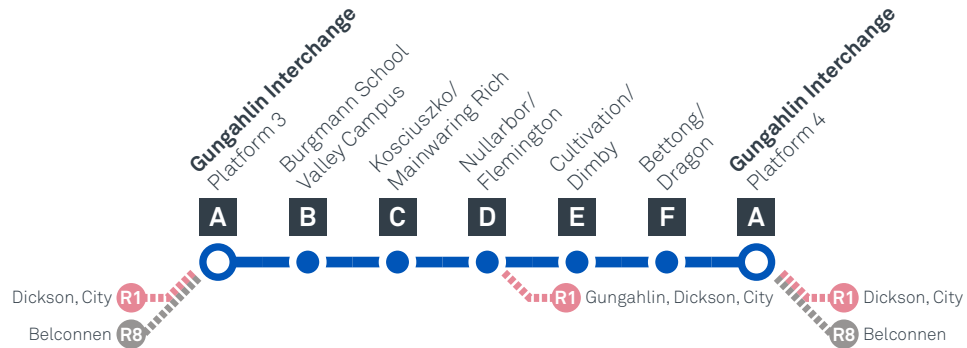 Gungahlin Interchange
Platform 3
Burgmann School
Valley Campus
Kosciuszko/
Mainwaring Rich
Nullarbor/
Flemington
Cultivation/
Dimby
Bettong/
Dragon
Gungahlin Interchange
Platform 4
A
B
C
D
E
F
A
Dickson, City R1
R1 Gungahlin, Dickson, City
R1 Dickson, City
Belconnen R8
R8 Belconnen